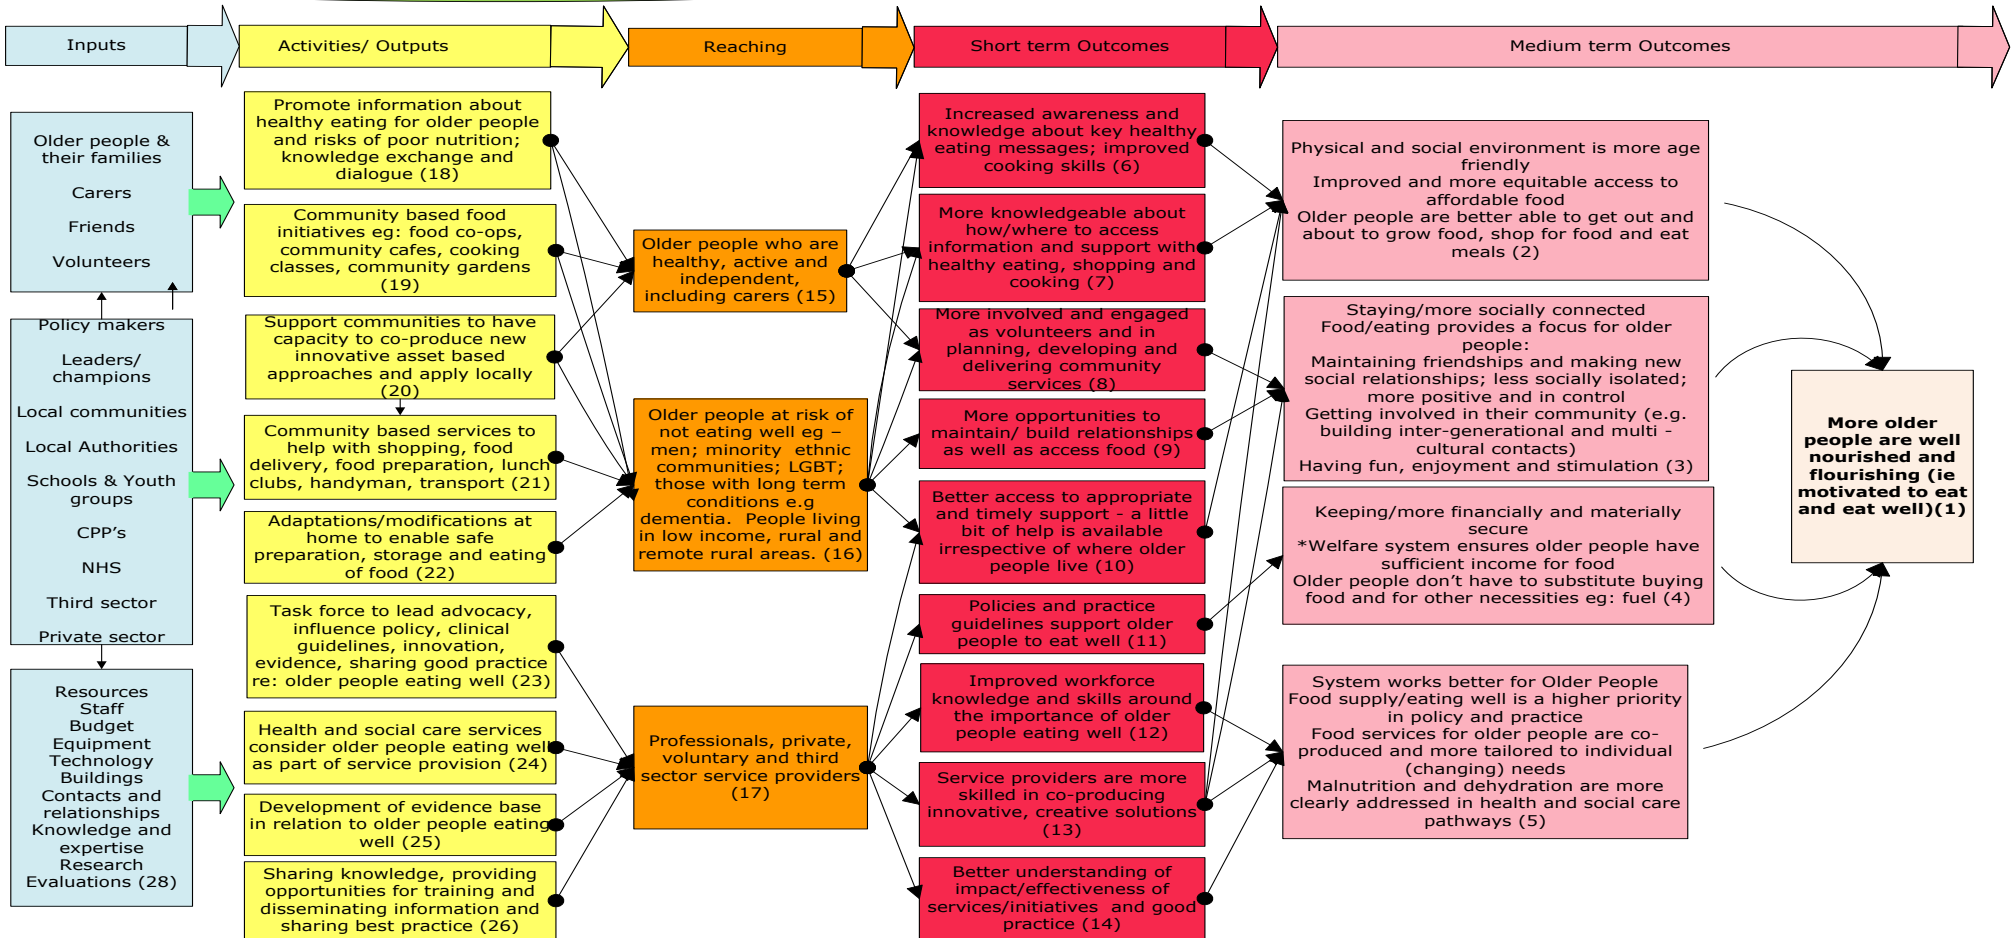 Inputs
Activities/ Outputs
Reaching
Short term Outcomes
Medium term Outcomes
Older people &
their families
Carers
Friends
Volunteers
Policy makers
Leaders/
champions
Local communities
Local Authorities
Schools & Youth
groups
CPP's
NHS
Third sector
Private sector
Resources
Staff
Budget
Equipment
Technology
Buildings
Contacts and
relationships
Knowledge and
expertise
Research
Evaluations (28)
Promote information about
healthy eating for older people
and risks of poor nutrition;
knowledge exchange and
dialogue (18)
Community based food
initiatives eg: food co-ops,
community cafes, cooking
classes, community gardens
(19)
Support communities to have
capacity to co-produce new
innovative asset based
approaches and apply locally
(20)
Community based services to
help with shopping, food
delivery, food preparation, lunch
clubs, handyman, transport (21)
Adaptations/modifications at
home to enable safe
preparation, storage and eating
of food (22)
Task force to lead advocacy,
influence policy, clinical
guidelines, innovation,
evidence, sharing good practice
re: older people eating well (23)
Health and social care services
consider older people eating well
as part of service provision (24)
Development of evidence base
in relation to older people eating
well (25)
Sharing knowledge, providing
opportunities for training and
disseminating information and
sharing best practice (26)
Older people who are
healthy, active and
independent,
including carers (15)
Older people at risk of
not eating well eg –
men; minority ethnic
communities; LGBT;
those with long term
conditions e.g
dementia. People living
in low income, rural and
remote rural areas. (16)
Professionals, private,
voluntary and third
sector service providers
(17)
Increased awareness and
knowledge about key healthy
eating messages; improved
cooking skills (6)
More knowledgeable about
how/where to access
information and support with
healthy eating, shopping and
cooking (7)
More involved and engaged
as volunteers and in
planning, developing and
delivering community
services (8)
More opportunities to
maintain/ build relationships
as well as access food (9)
Better access to appropriate
and timely support - a little
bit of help is available
irrespective of where older
people live (10)
Policies and practice
guidelines support older
people to eat well (11)
Improved workforce
knowledge and skills around
the importance of older
people eating well (12)
Service providers are more
skilled in co-producing
innovative, creative solutions
(13)
Better understanding of
impact/effectiveness of
services/initiatives and good
practice (14)
Physical and social environment is more age
friendly
Improved and more equitable access to
affordable food
Older people are better able to get out and
about to grow food, shop for food and eat
meals (2)
Staying/more socially connected
Food/eating provides a focus for older
people:
Maintaining friendships and making new
social relationships; less socially isolated;
more positive and in control
Getting involved in their community (e.g.
building inter-generational and multi -
cultural contacts)
Having fun, enjoyment and stimulation (3)
Keeping/more financially and materially
secure
*Welfare system ensures older people have
sufficient income for food
Older people don't have to substitute buying
food and for other necessities eg: fuel (4)
System works better for Older People
Food supply/eating well is a higher priority
in policy and practice
Food services for older people are co-
produced and more tailored to individual
(changing) needs
Malnutrition and dehydration are more
clearly addressed in health and social care
pathways (5)
More older
people are well
nourished and
flourishing (ie
motivated to eat
and eat well)(1)